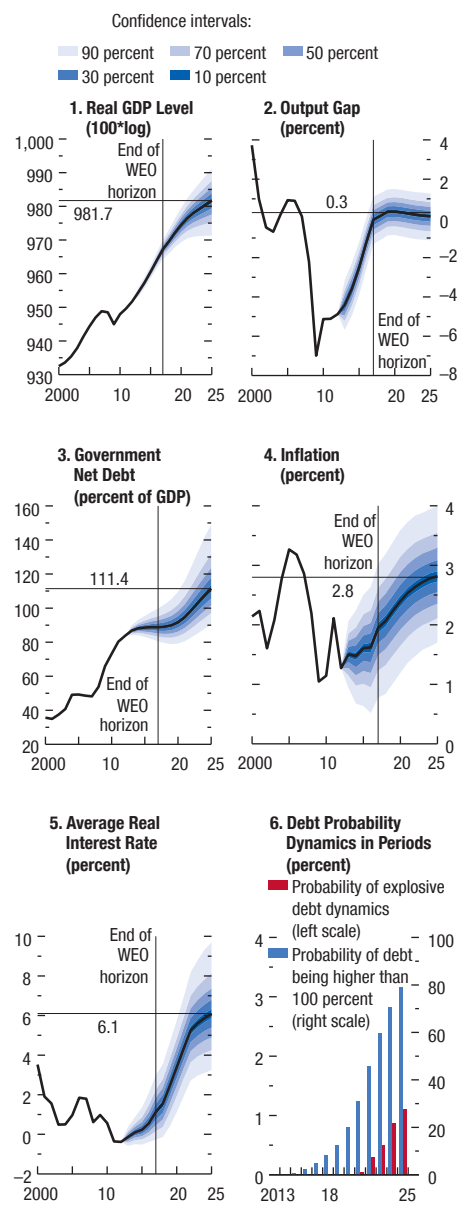 Confidence intervals:
90 percent 70 percent 50 percent
30 percent 10 percent
1. Real GDP Level
(100*log)
1,000
990
980
970
960
950
940
930
End of
WEO
horizon
981.7
2000 10 20 25
2. Output Gap
(percent)
4
2
0
–2
–4
–6
–8
0.3
End of
WEO
horizon
2000 10 20 25
3. Government
Net Debt
(percent of GDP)
160
140
120
100
80
60
40
20
111.4
End of
WEO
horizon
2000 10 20 25
4. Inflation
(percent)
4
3
2
1
0
End of
WEO
horizon
2.8
2000 10 20 25
5. Average Real
Interest Rate
(percent)
10
8
6
4
2
0
–2
End of
WEO
horizon
6.1
2000 10 20 25
6. Debt Probability
Dynamics in Periods
(percent)
Probability of explosive
debt dynamics
(left scale)
Probability of debt
being higher than
100 percent
(right scale)
4
3
2
1
0
100
80
60
40
20
0
2013 18 25